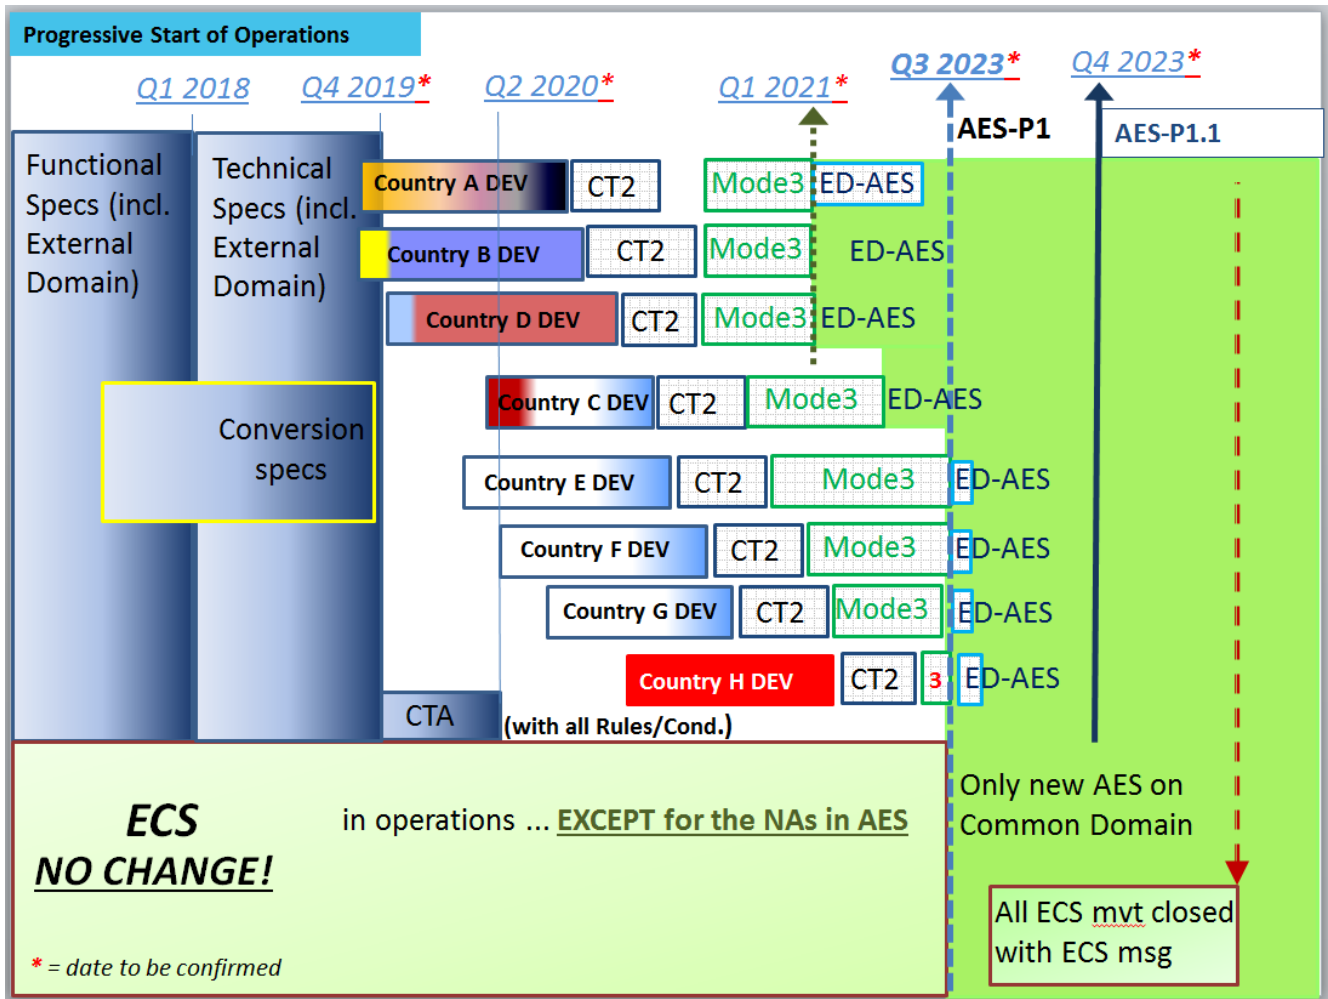 Progressive Start of Operations
Q1 2018
Q4 2019*
Q2 2020*
Q1 2021*
Q3 2023*
Q4 2023*
AES-P1
AES-P1.1
Functional
Specs (incl.
External
Domain)
Technical
Specs (incl.
External
Domain)
Conversion
specs
Country A DEV CT2 Mode3 ED-AES
Country B DEV CT2 Mode3 ED-AES
Country D DEV CT2 Mode3 ED-AES
Country C DEV CT2 Mode3 ED-AES
Country E DEV CT2 Mode3 ED-AES
Country F DEV CT2 Mode3 ED-AES
Country G DEV CT2 Mode3 ED-AES
Country H DEV CT2 3 ED-AES
CTA
(with all Rules/Cond.)
ECS
NO CHANGE!
in operations ... EXCEPT for the NAs in AES
* = date to be confirmed
Only new AES on
Common Domain
All ECS mvt closed
with ECS msg